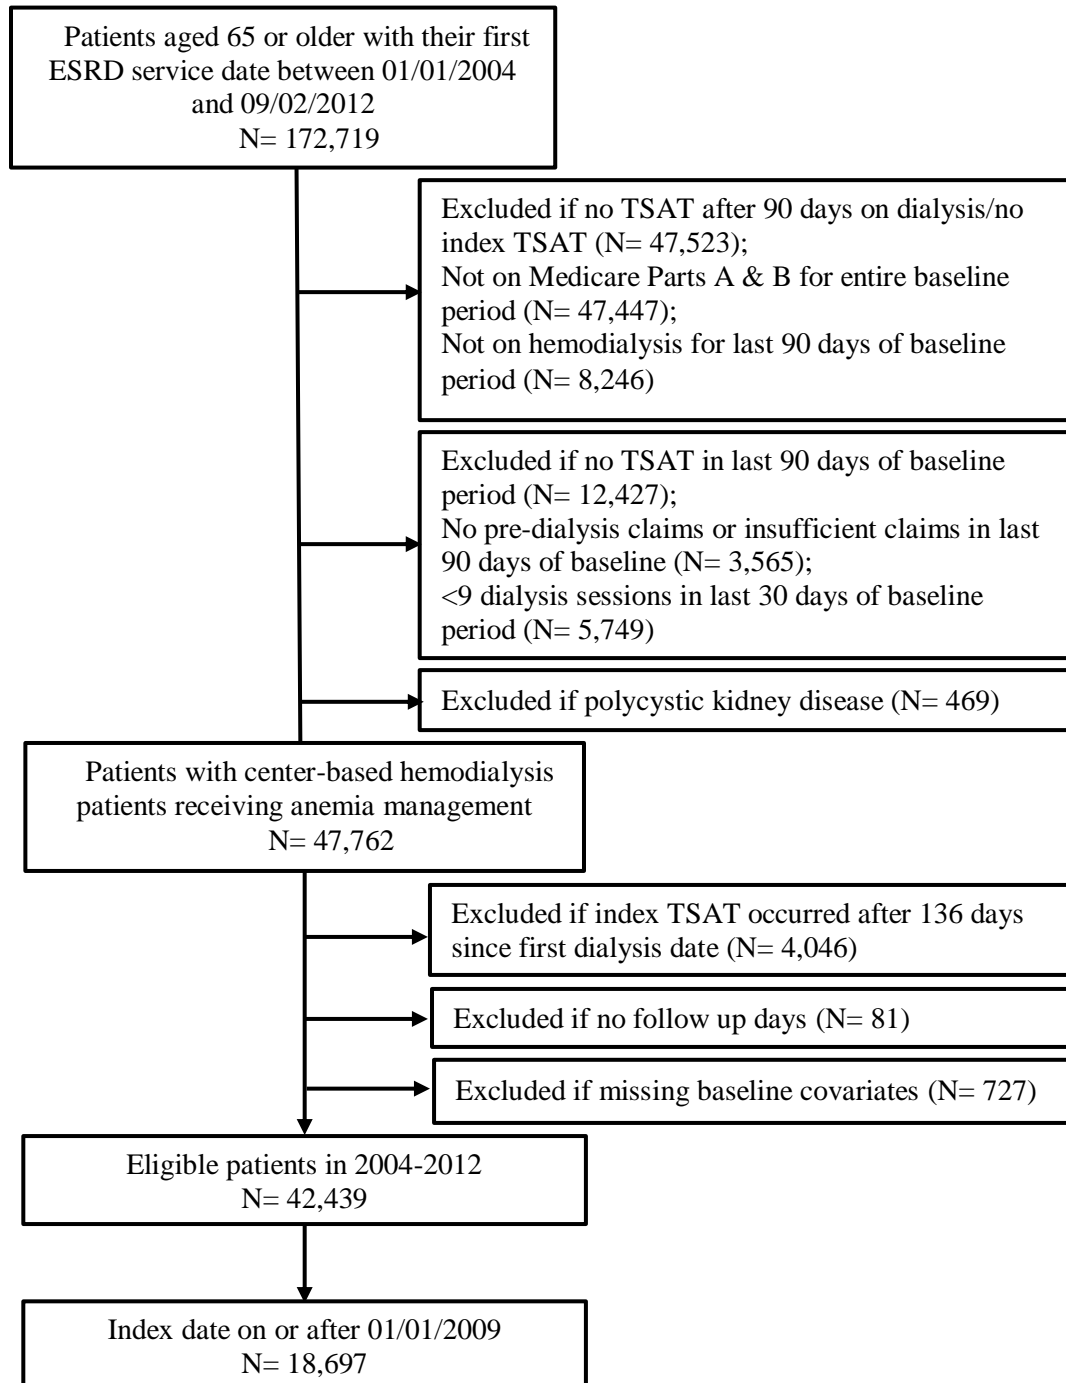 Patients aged 65 or older with their first
ESRD service date between 01/01/2004
and 09/02/2012
N= 172,719
Excluded if no TSAT after 90 days on dialysis/no
index TSAT (N= 47,523);
Not on Medicare Parts A & B for entire baseline
period (N= 47,447);
Not on hemodialysis for last 90 days of baseline
period (N= 8,246)
Excluded if no TSAT in last 90 days of baseline
period (N= 12,427);
No pre-dialysis claims or insufficient claims in last
90 days of baseline (N= 3,565);
<9 dialysis sessions in last 30 days of baseline
period (N= 5,749)
Excluded if polycystic kidney disease (N= 469)
Patients with center-based hemodialysis
patients receiving anemia management
N= 47,762
Excluded if index TSAT occurred after 136 days
since first dialysis date (N= 4,046)
Excluded if no follow up days (N= 81)
Excluded if missing baseline covariates (N= 727)
Eligible patients in 2004-2012
N= 42,439
Index date on or after 01/01/2009
N= 18,697